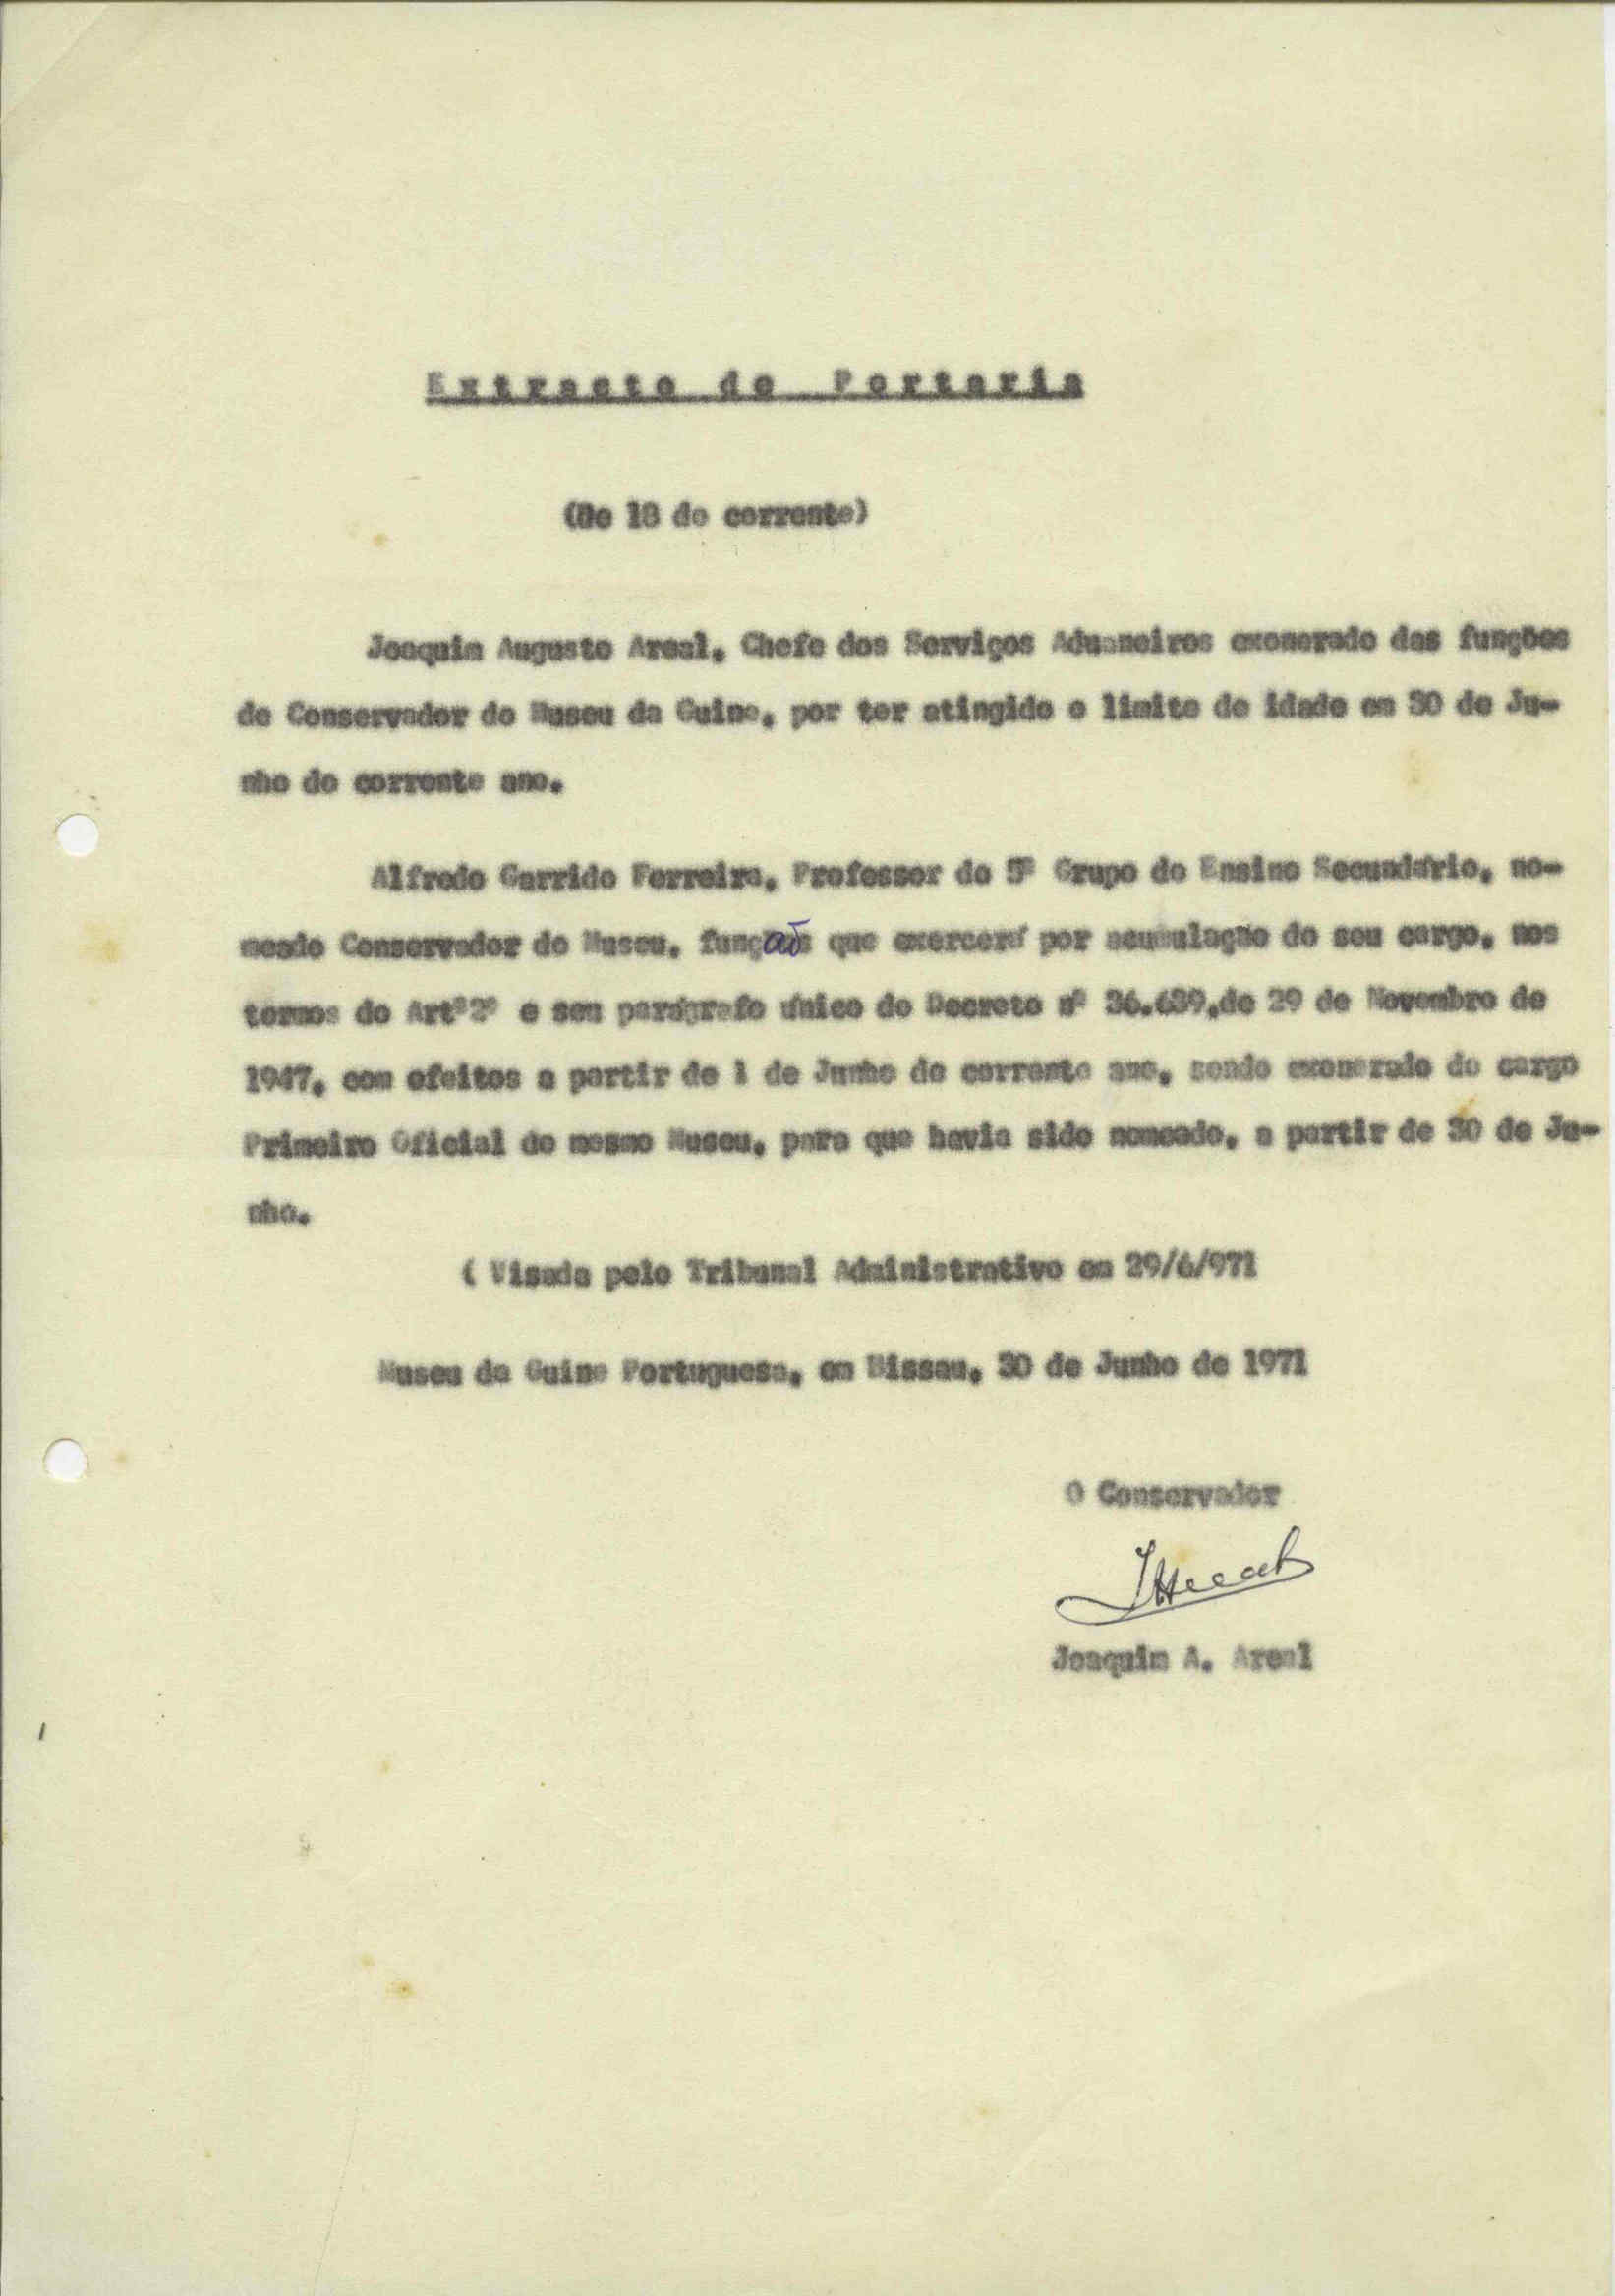 Extracto de Portaria
(De 18 do corrente)
Joaquim Augusto Areal, Chefe dos Serviços Aduaneiros exonerado das funções
de Conservador do Museu da Guine, por ter atingido o limite de idade em 30 de Ju-
nho do corrente ano.
Alfredo Garrido Ferreira, Professor do 5º Grupo do Ensino Secundário, no-
meado Conservador do Museu, função que exercerá por acumulação do seu cargo, nos
termos do Artº2º e seu parágrafo único do Decreto nº 36.639,de 29 de Novembro de
1947, com efeitos a partir de 1 de Junho do corrente ano, sendo exonerado do cargo
Primeiro Oficial do mesmo Museu, para que havia sido nomeado, a partir de 30 de Ju-
nho.
( Visada pelo Tribunal Administrativo em 29/6/971
Museu da Guine Portuguesa, em Bissau, 30 de Junho de 1971
O Conservador
JAreal
Joaquim A. Areal